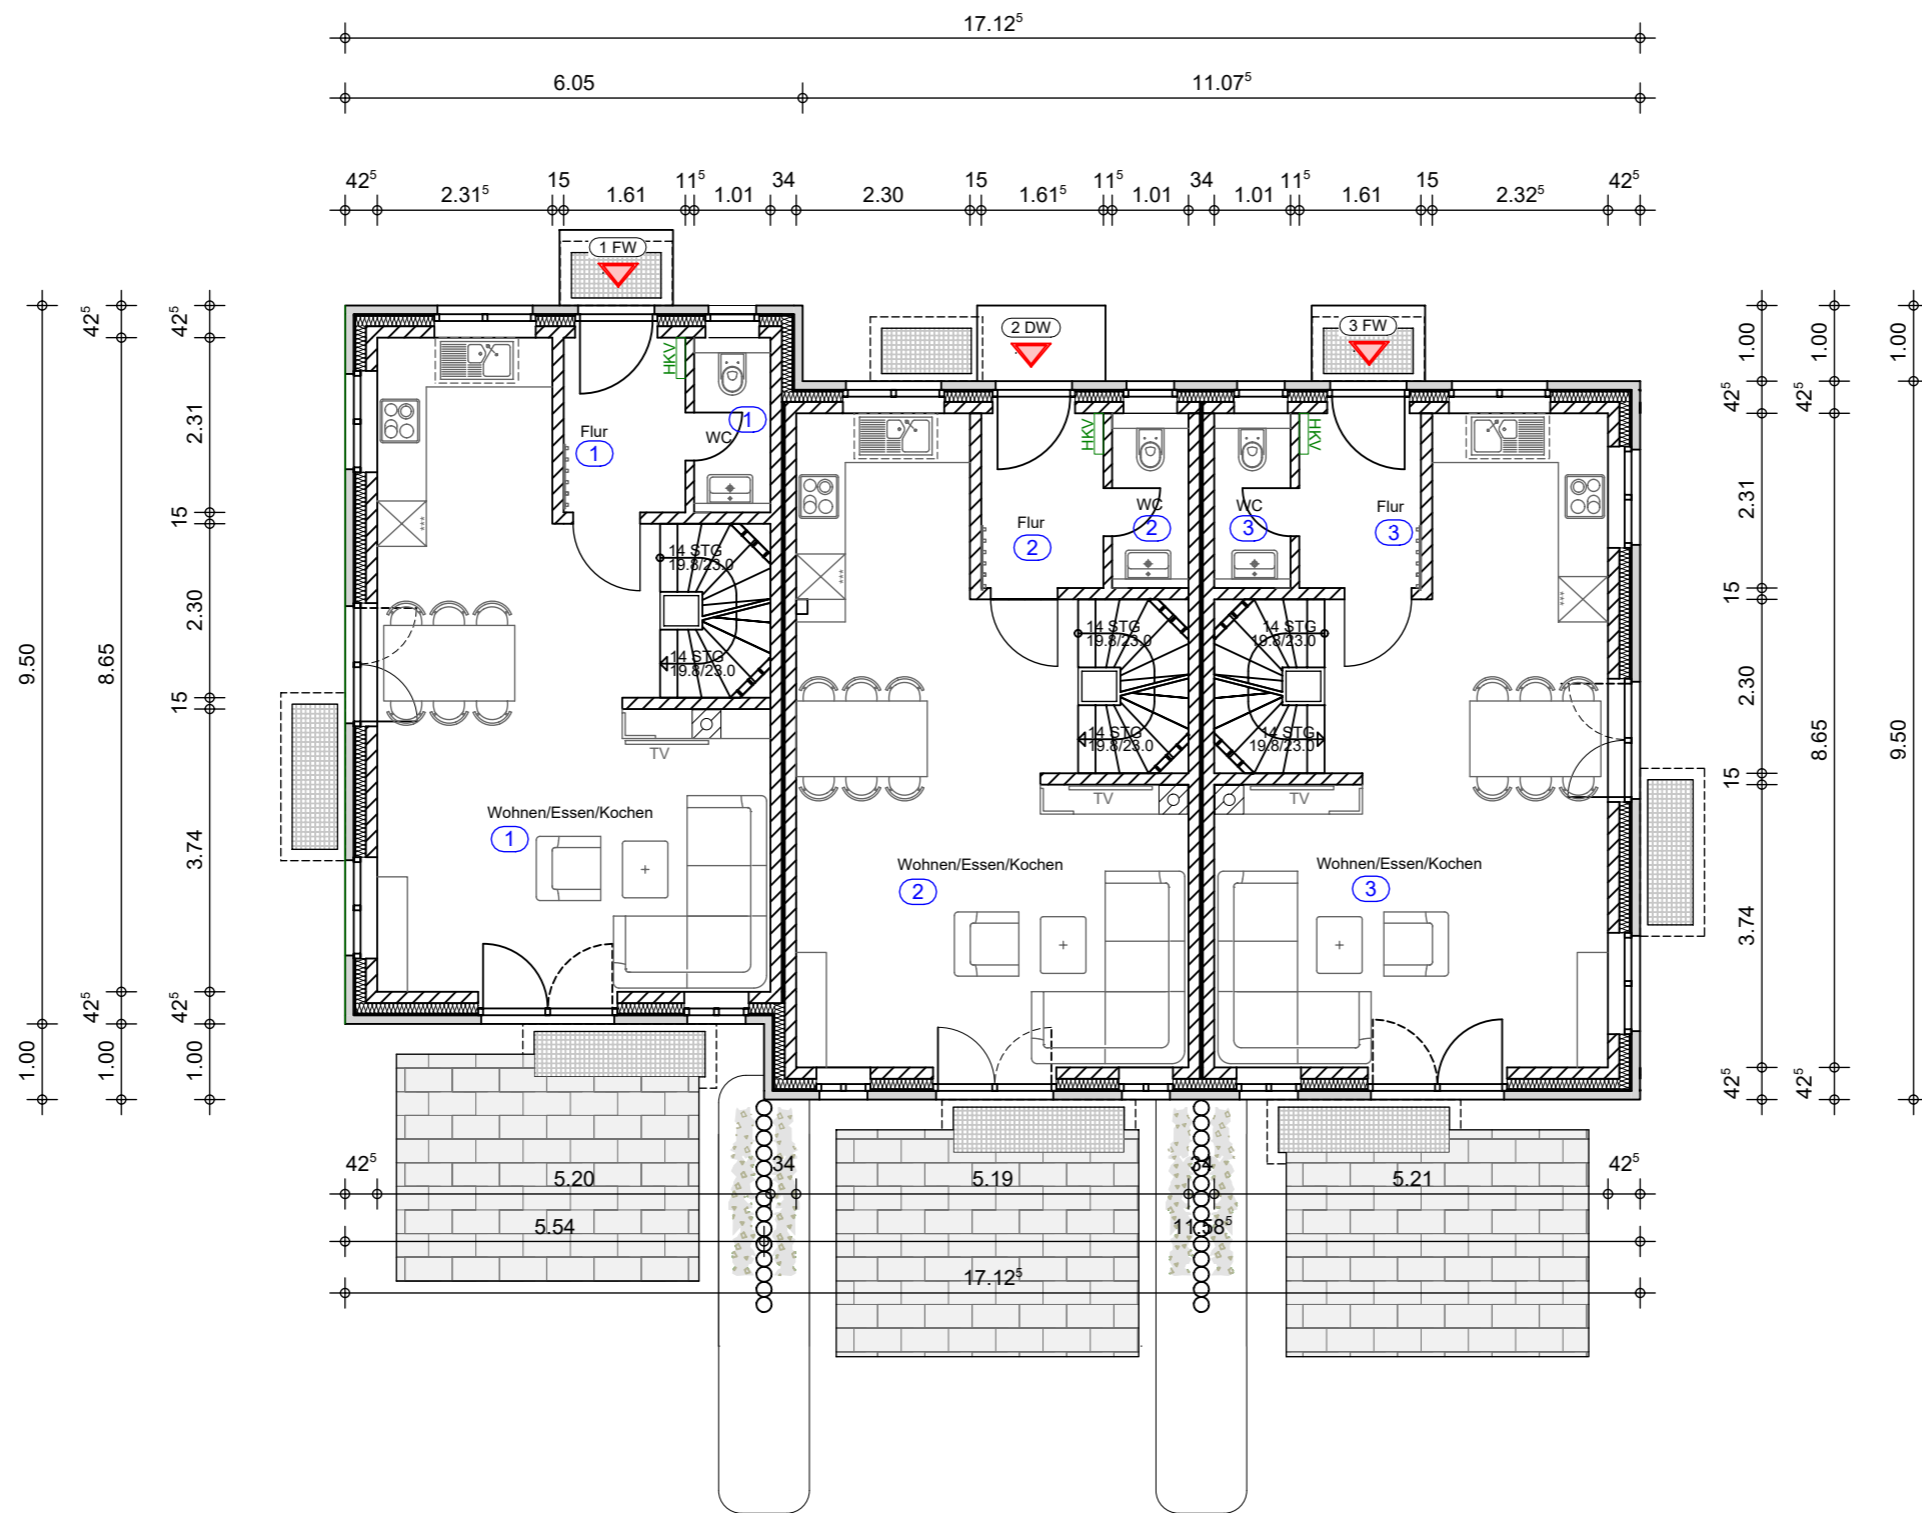 17.12⁵
6.05 11.07⁵
42⁵ 2.31⁵ 15 1.61 11⁵ 1.01 34 2.30 15 1.61⁵ 11⁵ 1.01 34 1.01 11⁵ 1.61 15 2.32⁵ 42⁵
1 FW
2 DW
3 FW
9.50
1.00
42⁵
8.65
42⁵
1.00
42⁵
2.31
15
2.30
15
3.74
42⁵
1.00
HKV
Flur
1
WC
1
14 STG
19.8/23.0
14 STG
19.8/23.0
TV
Wohnen/Essen/Kochen
1
HKV
Flur
2
WC
2
14 STG
19.8/23.0
14 STG
19.8/23.0
TV
Wohnen/Essen/Kochen
2
HKV
WC
3
Flur
3
14 STG
19.8/23.0
14 STG
19.8/23.0
TV
Wohnen/Essen/Kochen
3
1.00
42⁵
2.31
15
2.30
15
3.74
42⁵
1.00
42⁵
8.65
42⁵
1.00
9.50
42⁵ 5.20 34 5.19 34 5.21 42⁵
5.54 11.58⁵
17.12⁵